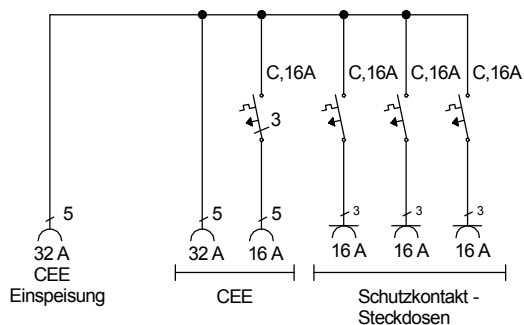 C,16A C,16A C,16A C,16A
3
5 5 5 3 3 3
32 A 32 A 16 A 16 A 16 A 16 A
CEE
Einspeisung CEE Schutzkontakt -
Steckdosen